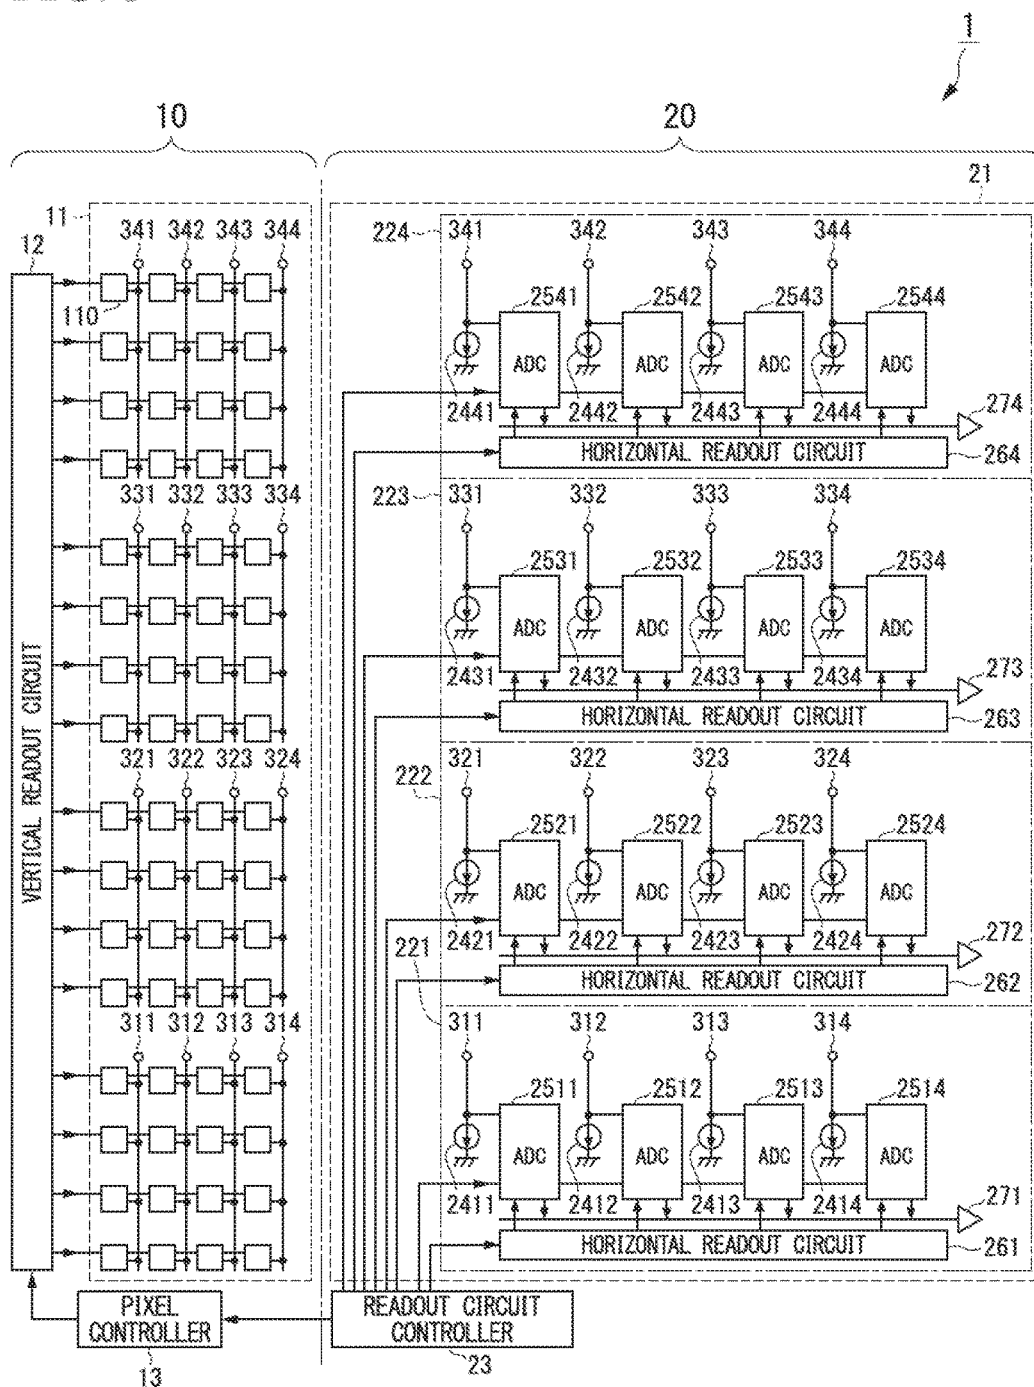 1
10 20
21
11
12
341 342 343 344
110
331 332 333 334
321 322 323 324
311 312 313 314
VERTICAL READOUT CIRCUIT
PIXEL
CONTROLLER
13
224
341 342 343 344
2541 2542 2543 2544
ADC ADC ADC ADC
2441 2442 2443 2444
274
HORIZONTAL READOUT CIRCUIT
264
223
331 332 333 334
2531 2532 2533 2534
ADC ADC ADC ADC
2431 2432 2433 2434
273
HORIZONTAL READOUT CIRCUIT
263
222
321 322 323 324
2521 2522 2523 2524
ADC ADC ADC ADC
2421 2422 2423 2424
272
HORIZONTAL READOUT CIRCUIT
262
221
311 312 313 314
2511 2512 2513 2514
ADC ADC ADC ADC
2411 2412 2413 2414
271
HORIZONTAL READOUT CIRCUIT
261
READOUT CIRCUIT
CONTROLLER
23